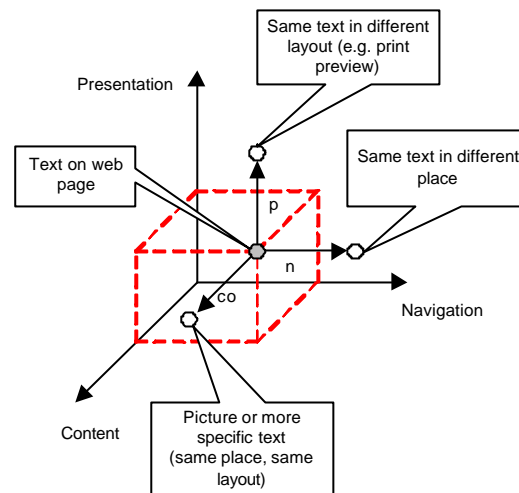 Same text in different
layout (e.g. print
preview)
Presentation
Text on web
page
Same text in different
place
p
n
co
Navigation
Content
Picture or more
specific text
(same place, same
layout)